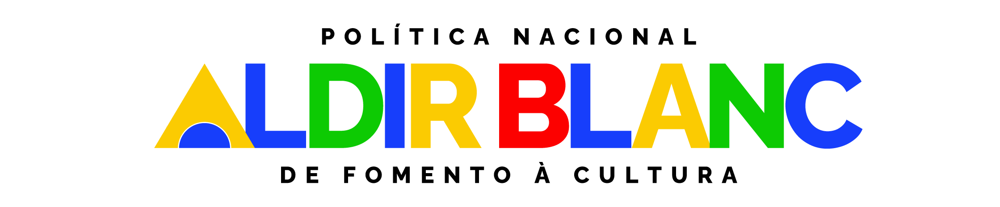 POLÍTICA NACIONAL
ALDIR BLANC
DE FOMENTO À CULTURA